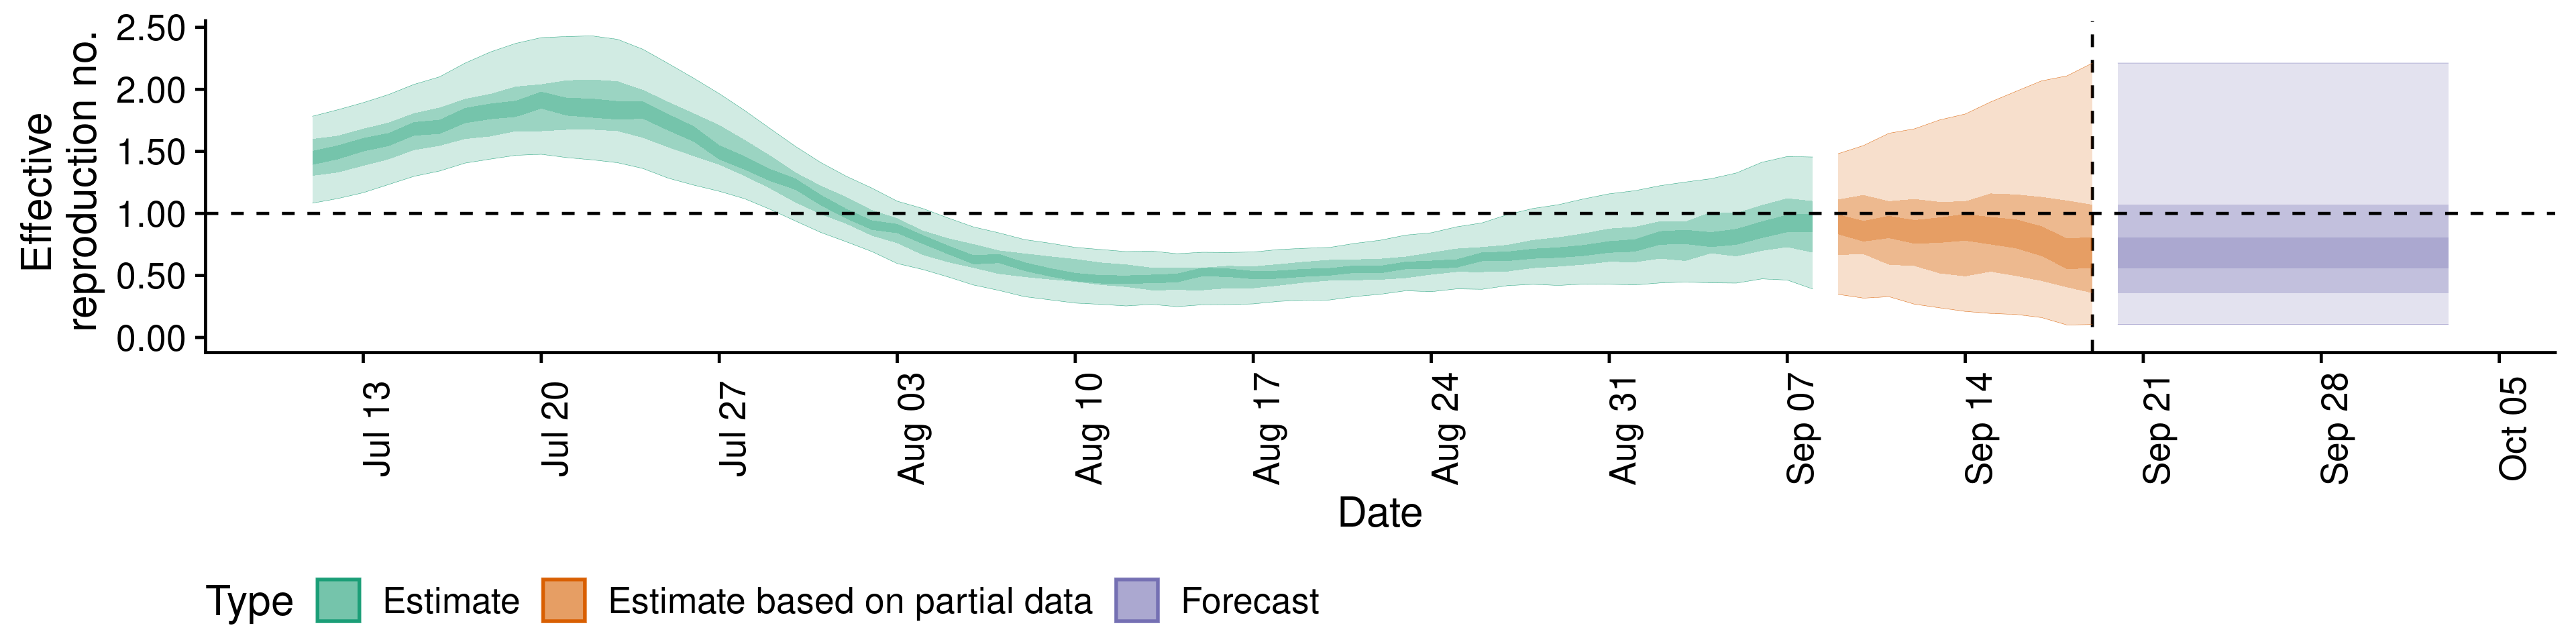 Effective
reproduction no.
2.50
2.00
1.50
1.00
0.50
0.00
Jul 13
Jul 20
Jul 27
Aug 03
Aug 10
Aug 17
Aug 24
Aug 31
Sep 07
Sep 14
Sep 21
Sep 28
Oct 05
Date
Type Estimate Estimate based on partial data Forecast